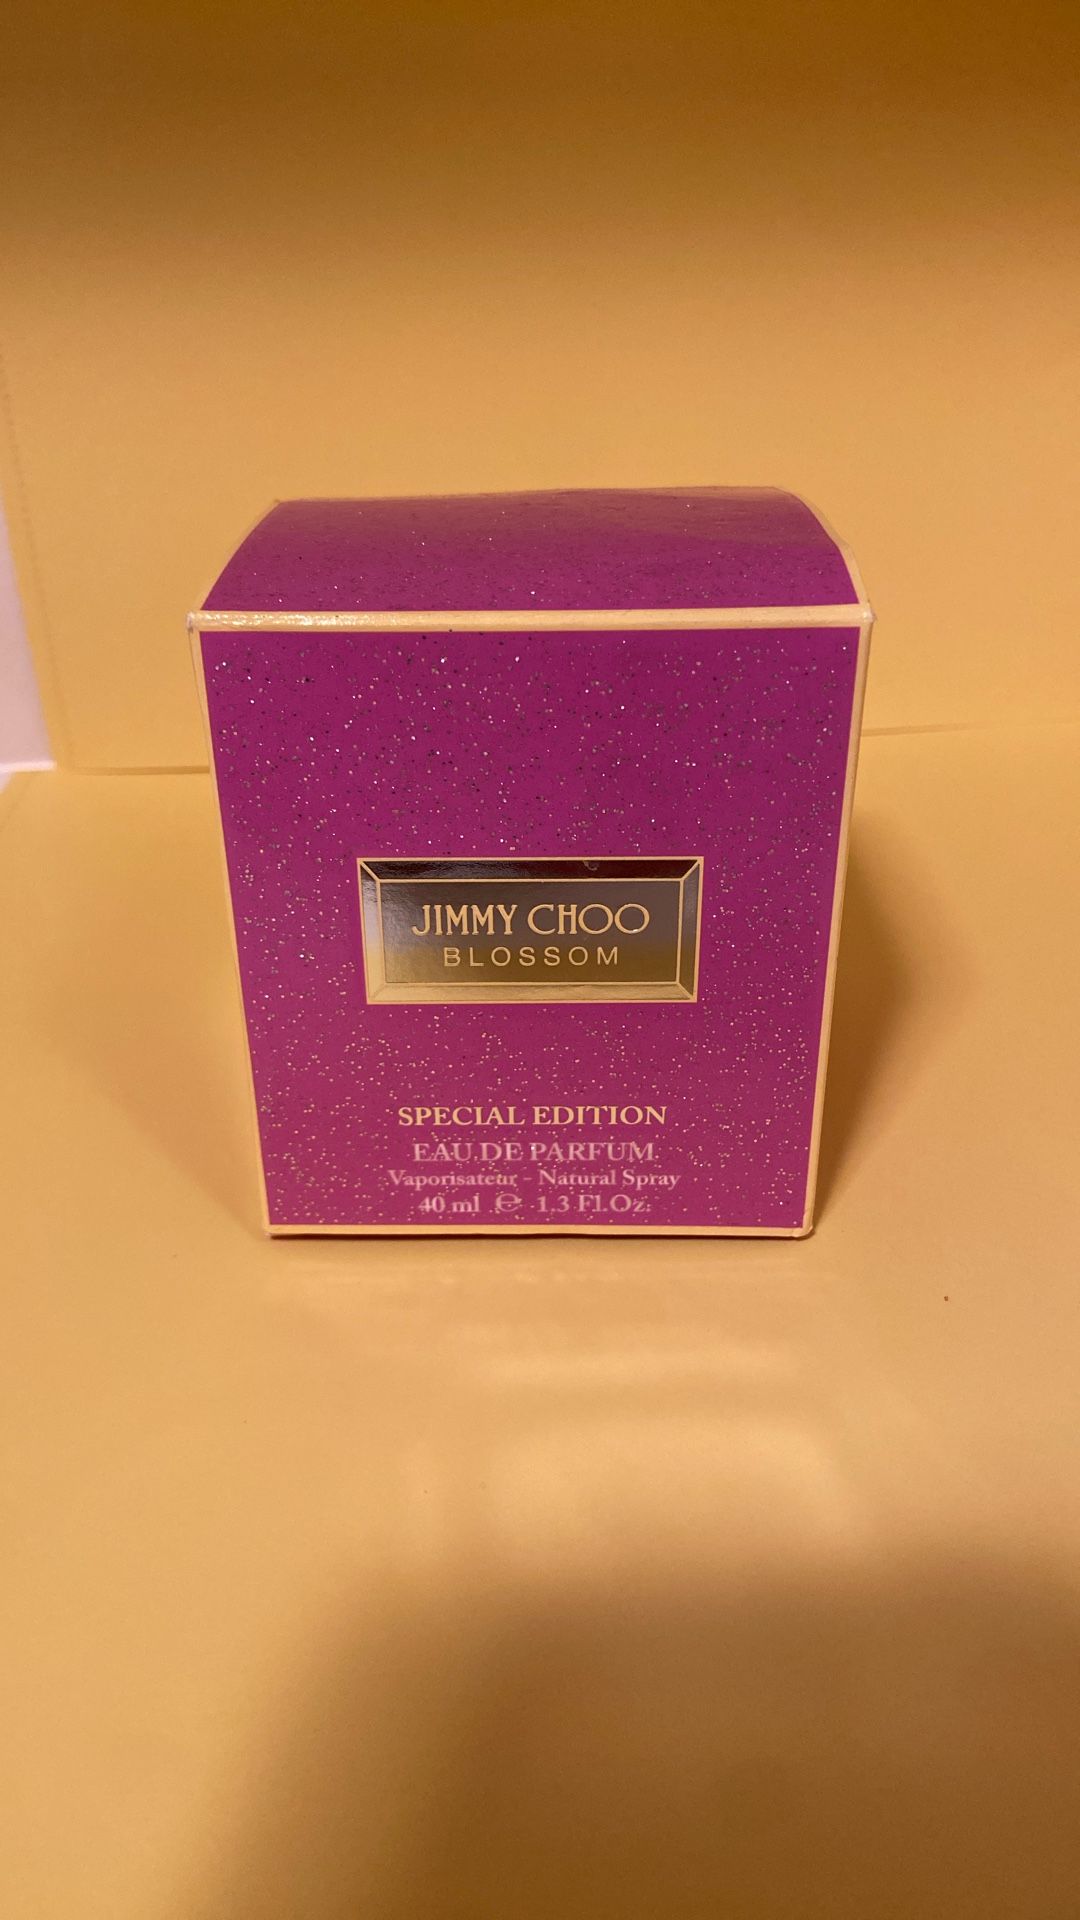 JIMMY CHOO
BLOSSOM
SPECIAL EDITION
EAU DE PARFUM
Vaporisateur - Natural Spray
40 ml ℮ 1.3 Fl.Oz.